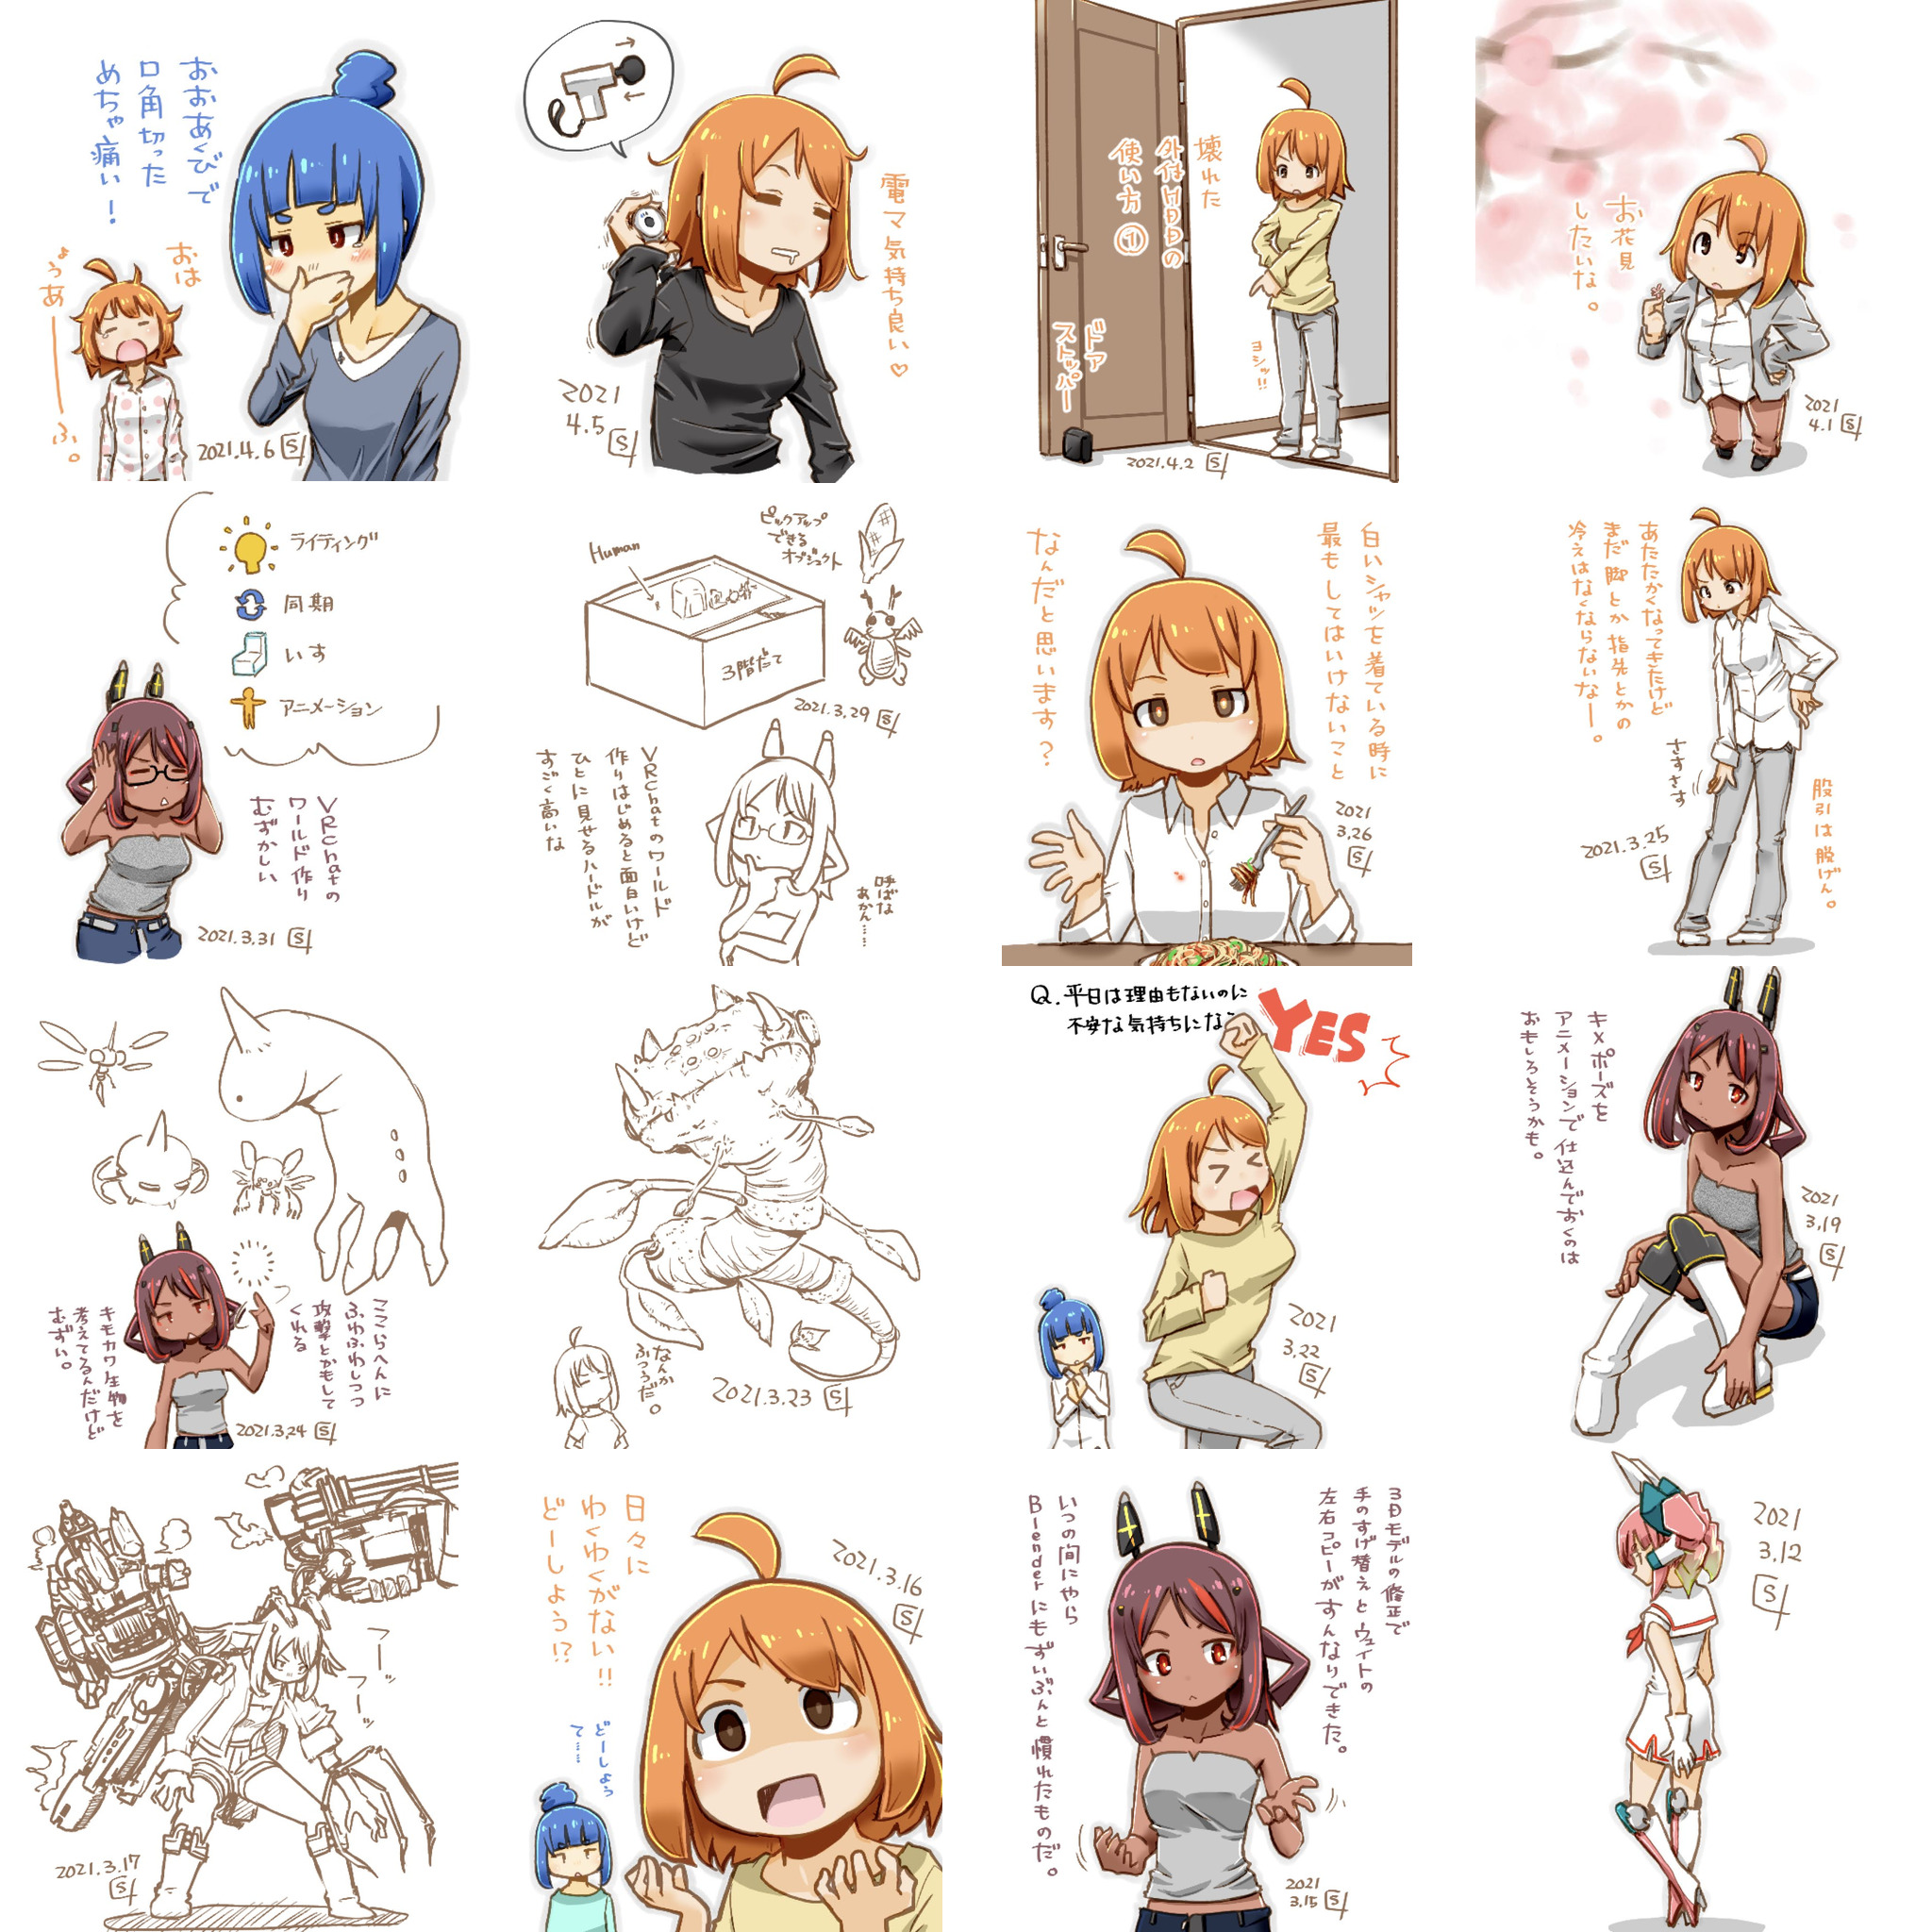 おおあくびで
口角切った
めちゃ痛い!
おは
ょうあーーーふ。
2021.4.6
S
電マ気持ち良い♡
2021
4.5
S
壊れた
外付HDDの
使い方①
ドア
ストッパー
ヨシッ!!
2021.4.2
S
お花見
したいな。
2021
4.1
S
ライティング
同期
いす
アニメーション
VRChatの
ワールド作り
むずかしい
2021.3.31
S
Human
ピックアップ
できる
オブジェクト
3階だて
2021.3.29
S
VRChatのワールド
作りはじめると面白いけど
ひとに見せるハードルが
すごく高いな
呼ばな
あかん……
白いシャツを着ている時に
最もしてはいけないこと
なんだと思います?
2021
3.26
S
あたたかくなってきたけど
まだ脚とか指先とかの
冷えはなくならないなー。
さすさす
股引は脱げん。
2021.3.25
S
ここらへんに
ふわふわしつつ
攻撃とかもして
くれる
キモカワ生物を
考えてるんだけど
むずい。
2021.3.24
S
なんか
ふつうだ。
2021.3.23
S
Q.平日は理由もないのに
不安な気持ちになる
YES
2021
3.22
S
キメポーズを
アニメーションで仕込んでおくのは
おもしろそうかも。
2021
3.19
S
フーッ
フーッ
2021.3.17
S
日々に
わくわくがない!!
どーしよう!?
どーしよう
て……
2021.3.16
S
3Dモデルの修正で
手のすげ替えとウェイトの
左右コピーがすんなりできた。
いつの間にやら
Blenderにもずいぶんと慣れたものだ。
2021
3.15
S
2021
3.12
S